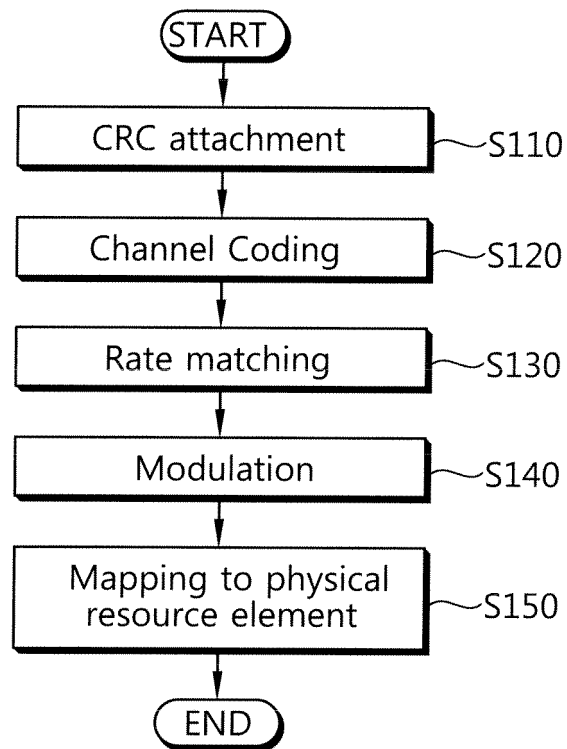 START
CRC attachment
S110
Channel Coding
S120
Rate matching
S130
Modulation
S140
Mapping to physical
resource element
S150
END